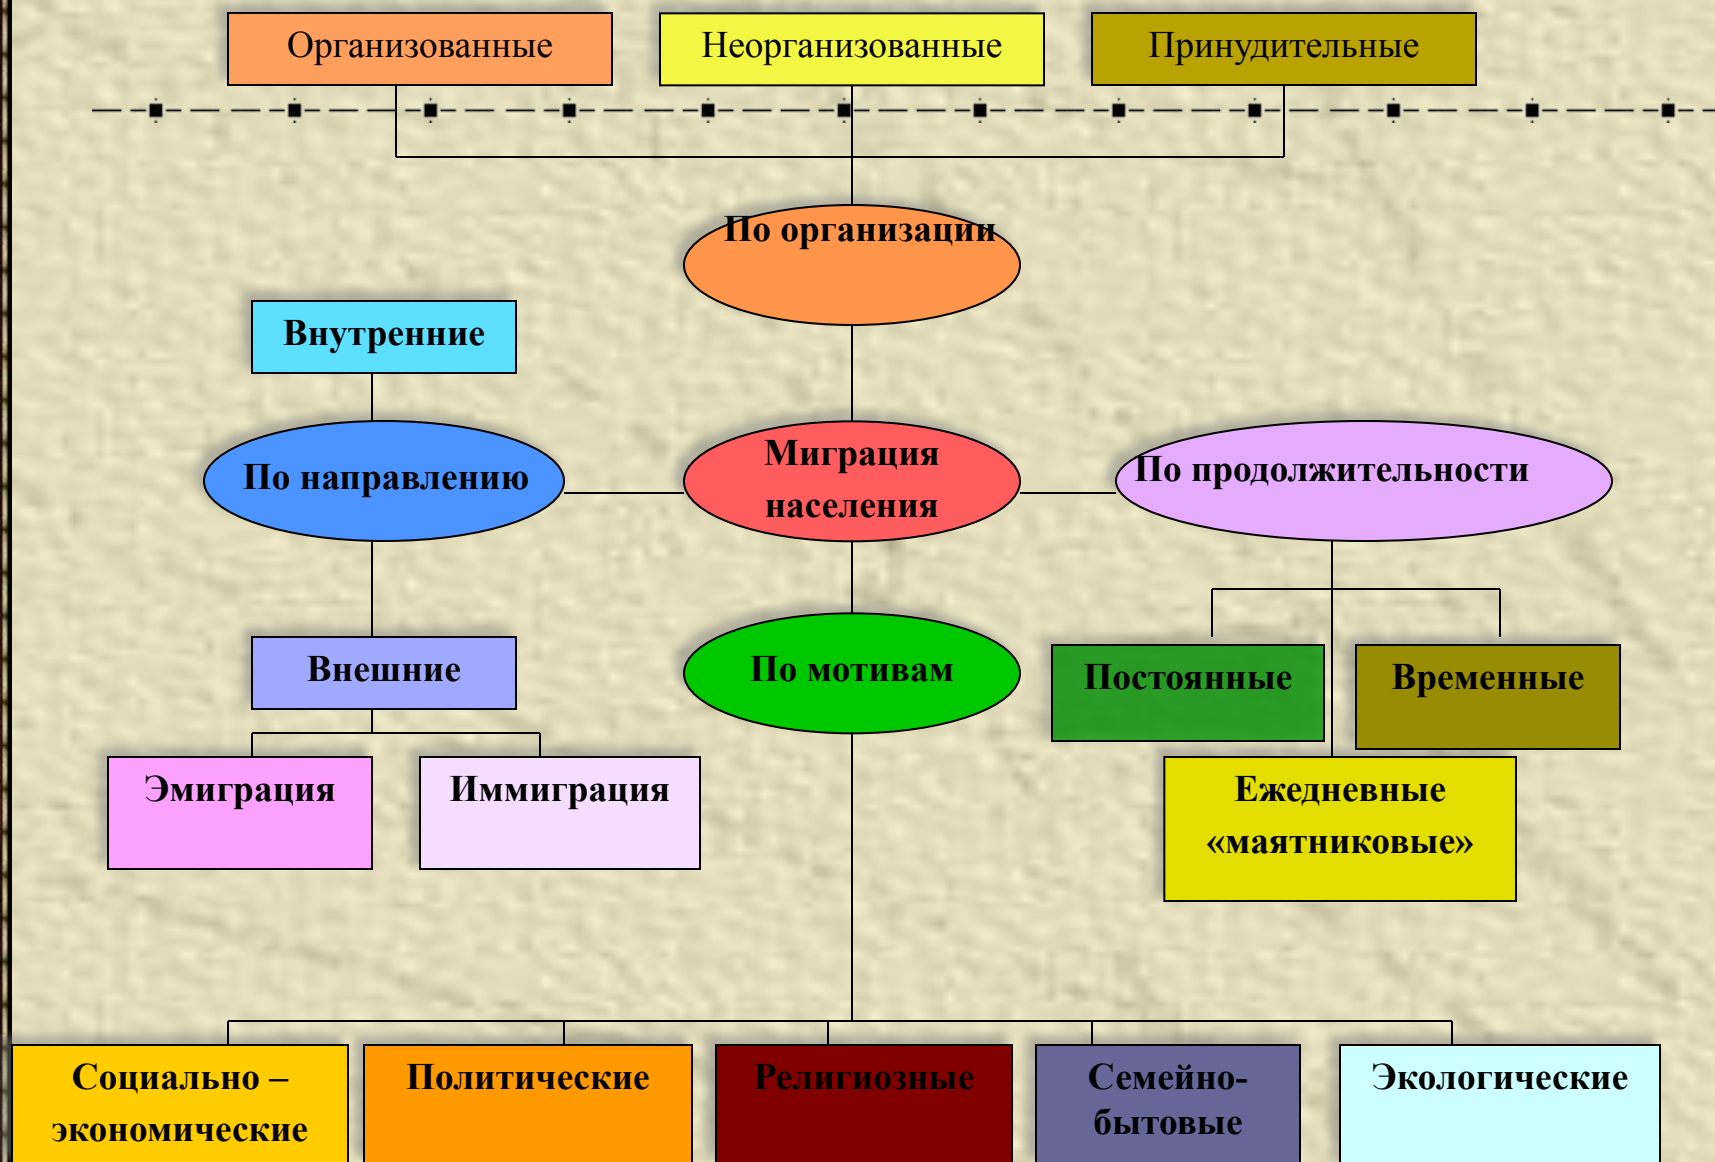 Организованные
Неорганизованные
Принудительные
По организации
Внутренние
По направлению
Миграция
населения
По продолжительности
Внешние
По мотивам
Постоянные
Временные
Эмиграция
Иммиграция
Ежедневные
«маятниковые»
Социально –
экономические
Политические
Религиозные
Семейно-
бытовые
Экологические